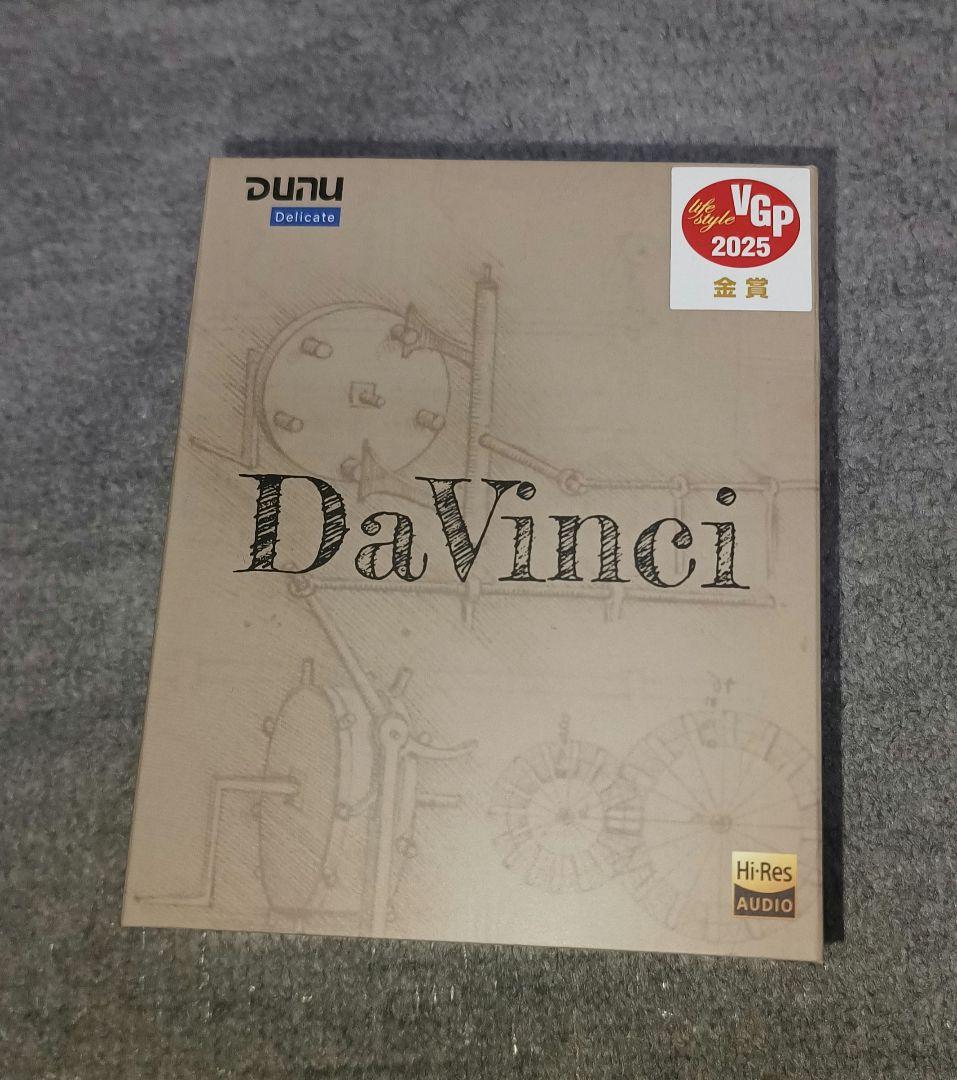 DUNU
Delicate
life style VGP
2025
金賞
DaVinci
Hi-Res
AUDIO